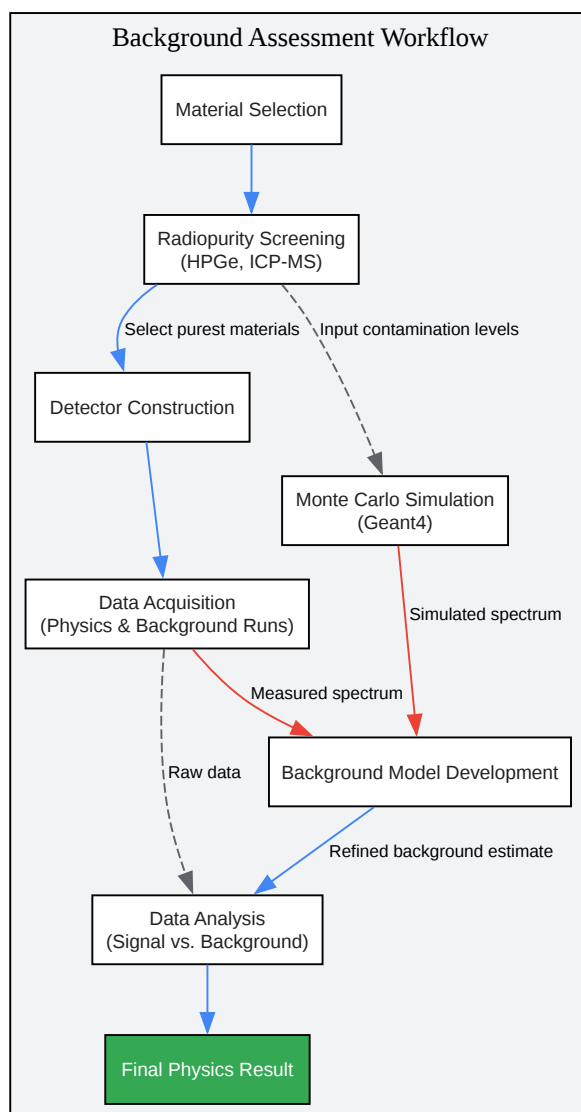 Background Assessment Workflow
Material Selection
Radiopurity Screening
(HPGe, ICP-MS)
Select purest materials
Input contamination levels
Detector Construction
Monte Carlo Simulation
(Geant4)
Data Acquisition
(Physics & Background Runs)
Simulated spectrum
Measured spectrum
Background Model Development
Raw data
Refined background estimate
Data Analysis
(Signal vs. Background)
Final Physics Result